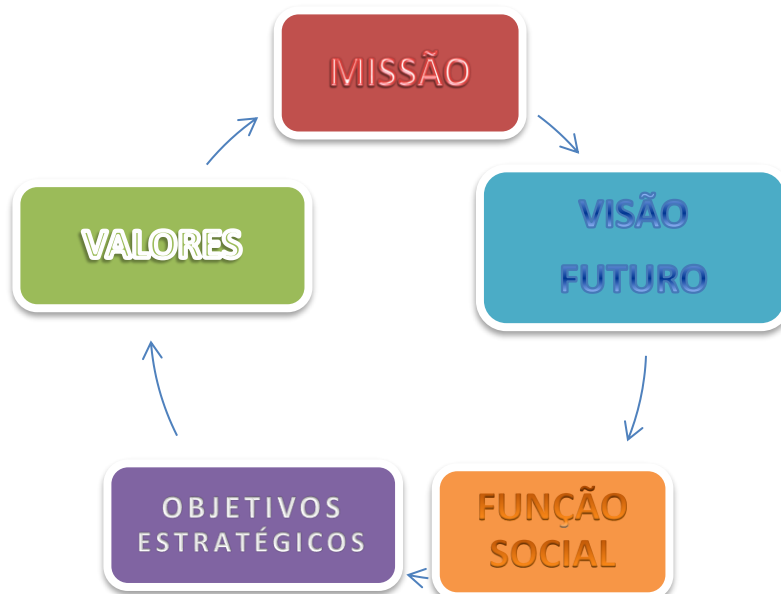 MISSÃO
VISÃO
FUTURO
FUNÇÃO
SOCIAL
OBJETIVOS
ESTRATÉGICOS
VALORES